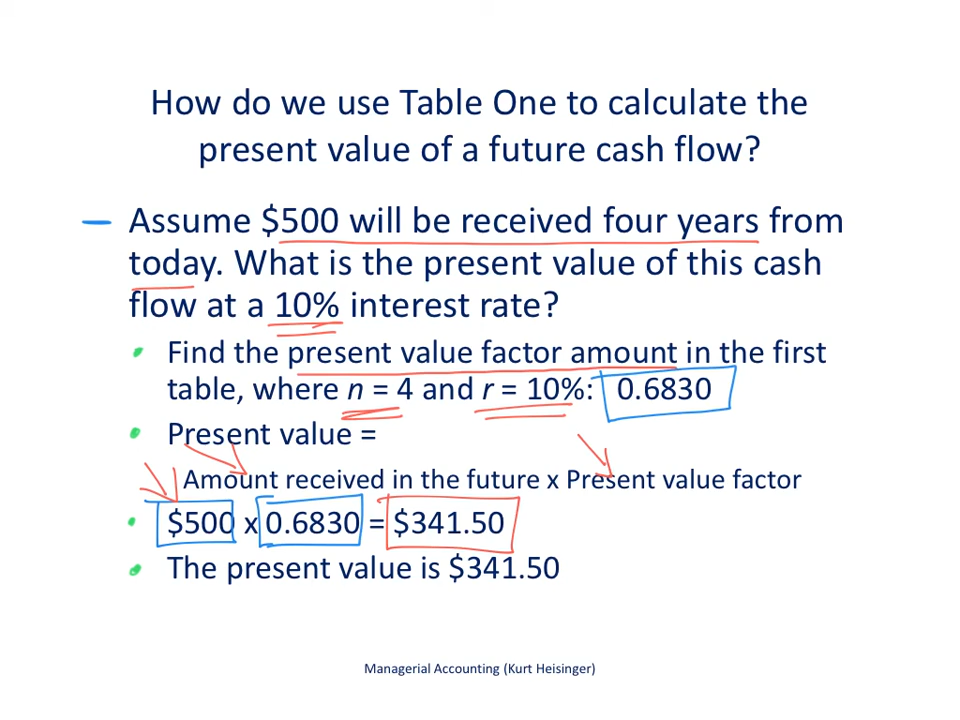 How do we use Table One to calculate the
present value of a future cash flow?
Assume $500 will be received four years from
today. What is the present value of this cash
flow at a 10% interest rate?
Find the present value factor amount in the first
table, where n = 4 and r = 10%: 0.6830
Present value =
Amount received in the future x Present value factor
$500 x 0.6830 = $341.50
The present value is $341.50
Managerial Accounting (Kurt Heisinger)